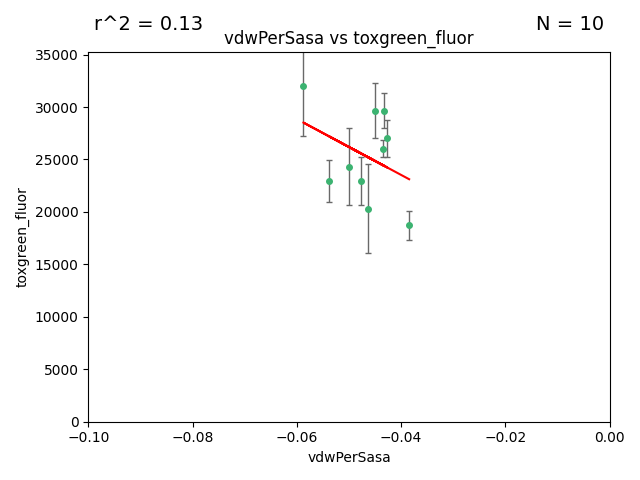 r^2 = 0.13
N = 10
vdwPerSasa vs toxgreen_fluor
35000
30000
25000
20000
15000
10000
5000
0
toxgreen_fluor
−0.10
−0.08
−0.06
−0.04
−0.02
0.00
vdwPerSasa